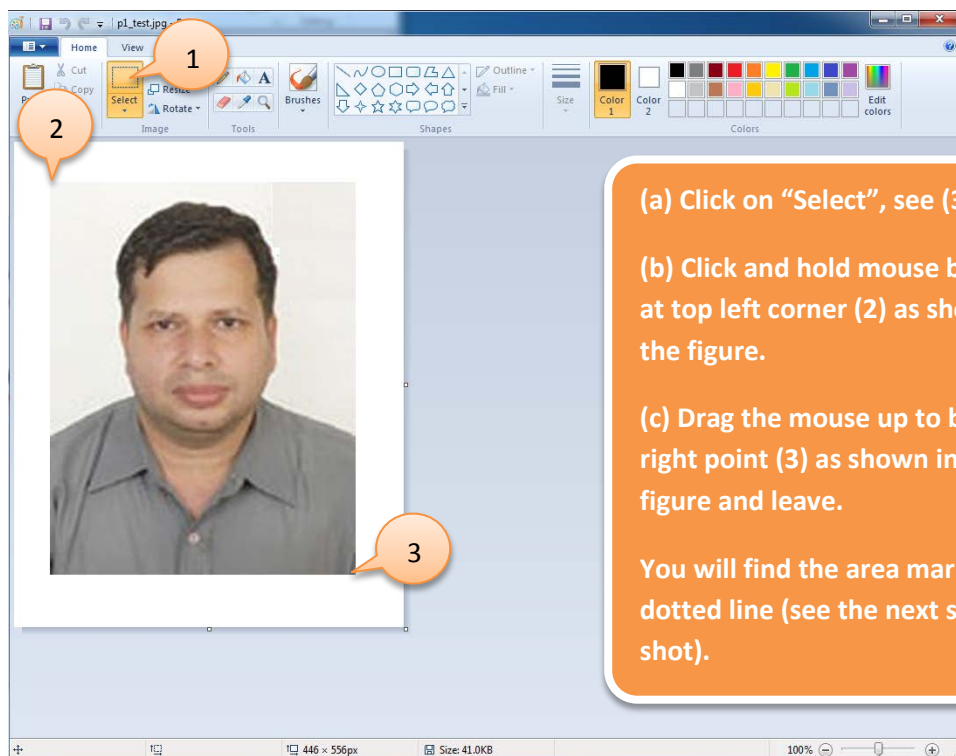 p1_test.jpg -
Home View
1
Cut
Copy
Select
Resize
Rotate
Image
A
Tools
Brushes
Outline
Fill
Shapes
Size
Color 1
Color 2
Edit colors
Colors
2
3
(a) Click on “Select”, see (3
(b) Click and hold mouse b
at top left corner (2) as sho
the figure.
(c) Drag the mouse up to b
right point (3) as shown in
figure and leave.
You will find the area mar
dotted line (see the next s
shot).
446 × 556px
Size: 41.0KB
100%